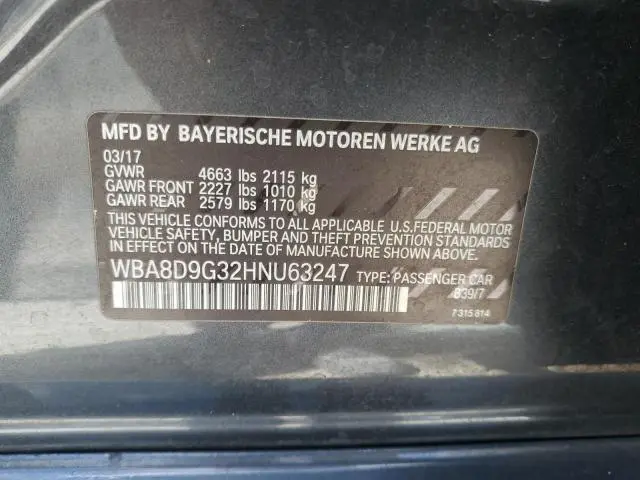 MFD BY BAYERISCHE MOTOREN WERKE AG
03/17
GVWR 4663 lbs 2115 kg
GAWR FRONT 2227 lbs 1010 kg
GAWR REAR 2579 lbs 1170 kg
THIS VEHICLE CONFORMS TO ALL APPLICABLE U.S.FEDERAL MOTOR
VEHICLE SAFETY, BUMPER AND THEFT PREVENTION STANDARDS IN EFFECT
ON THE DATE OF MANUFACTURE SHOWN ABOVE.
WBA8D9G32HNU63247 TYPE: PASSENGER CAR
B39/7
7315814